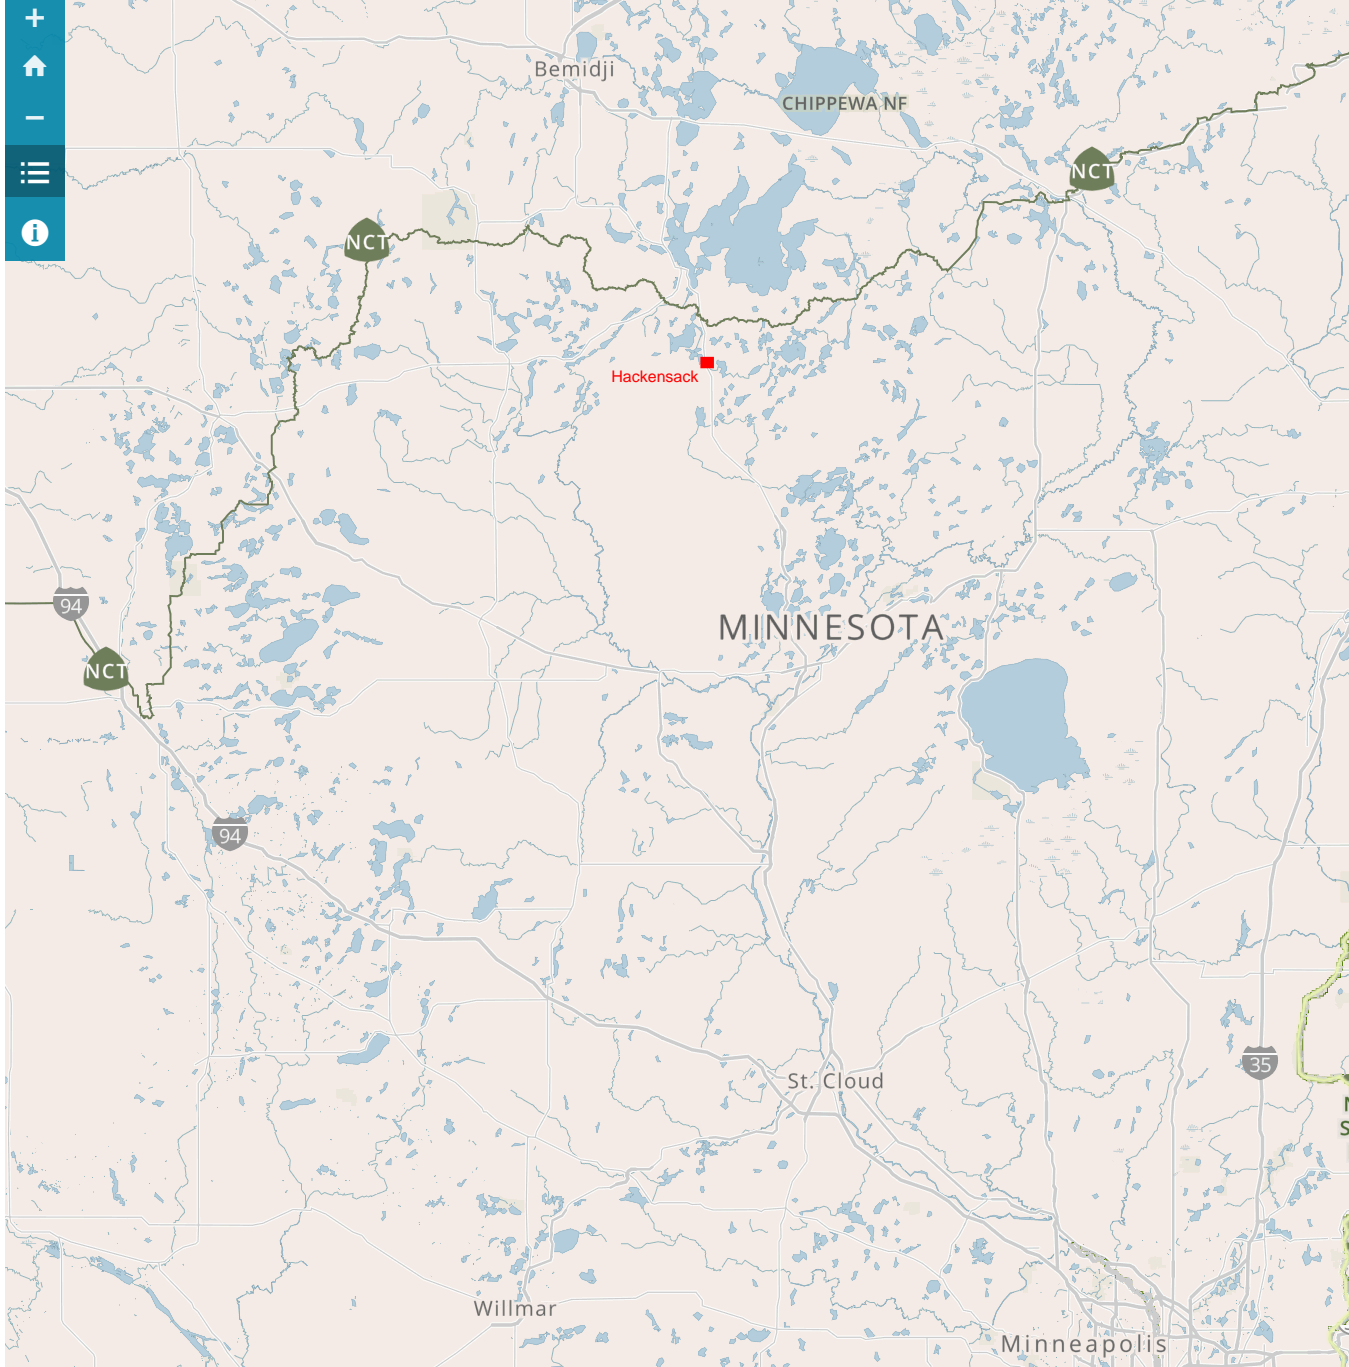 Bemidji
CHIPPEWA NF
NCT
NCT
Hackensack
94
MINNESOTA
NCT
94
35
St. Cloud
Willmar
Minneapolis